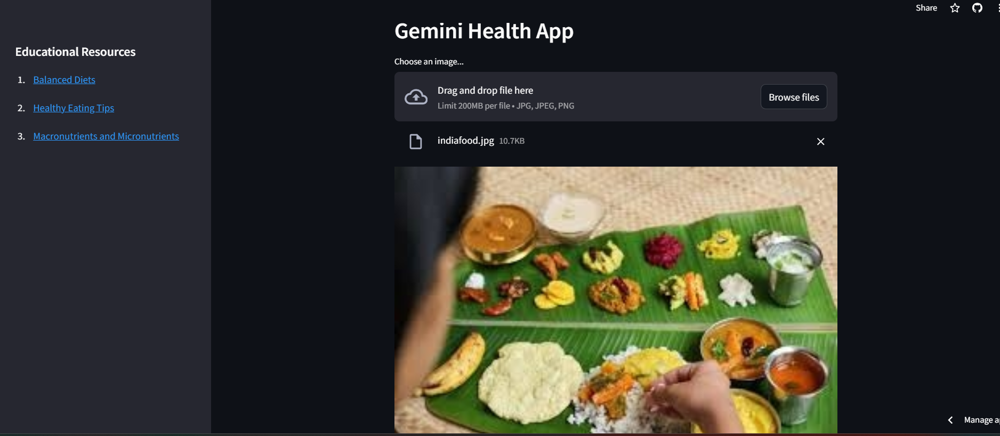 Share
Educational Resources
1. Balanced Diets
2. Healthy Eating Tips
3. Macronutrients and Micronutrients
Gemini Health App
Choose an image...
Drag and drop file here
Limit 200MB per file • JPG, JPEG, PNG
Browse files
indiafood.jpg 10.7KB
Manage